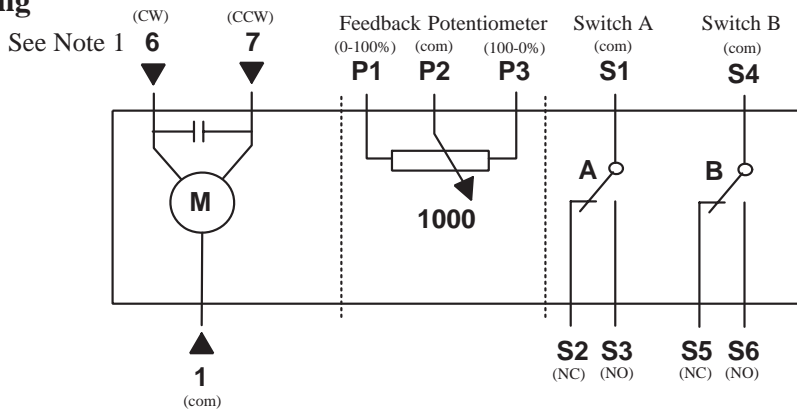 (CW) (CCW) Feedback Potentiometer Switch A Switch B
See Note 1 6 7 (0-100%) (com) (100-0%) (com) (com)
P1 P2 P3 S1 S4
A B
M
1000
S2 S3 S5 S6
1 (NC) (NO) (NC) (NO)
(com)